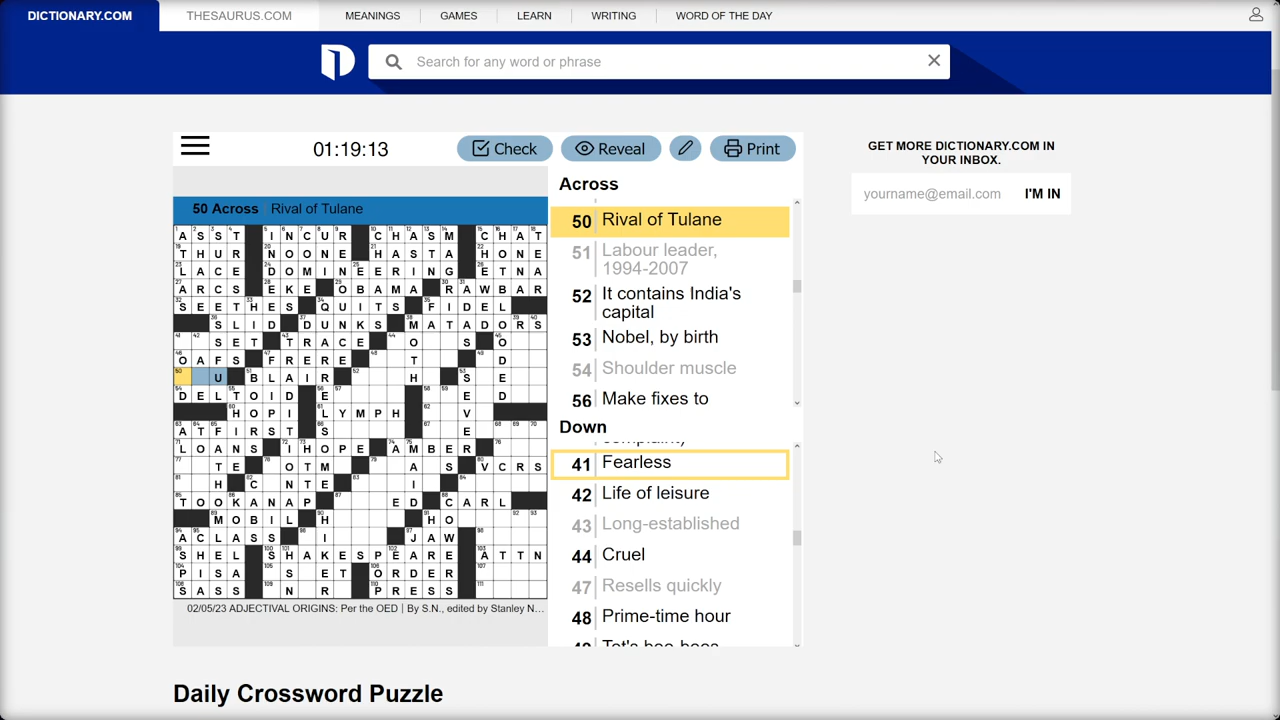 DICTIONARY.COM
THESAURUS.COM
MEANINGS
GAMES
LEARN
WRITING
WORD OF THE DAY
Search for any word or phrase
01:19:13
Check
Reveal
Print
GET MORE DICTIONARY.COM IN
YOUR INBOX.
yourname@email.com
I'M IN
50 Across Rival of Tulane
Across
50 Rival of Tulane
51 Labour leader,
1994-2007
52 It contains India's
capital
53 Nobel, by birth
54 Shoulder muscle
56 Make fixes to
Down
41 Fearless
42 Life of leisure
43 Long-established
44 Cruel
47 Resells quickly
48 Prime-time hour
A S S T I N C U R C H A S M C H A T
T H U R N O O N E H A S T A H O N E
L A C E D O M I N E E R I N G E T N A
A R C S E K E O B A M A R A W B A R
S E E T H E S Q U I T S F I D E L
S L I D D U N K S M A T A D O R S
S E T T R A C E O S O
O A F S F R E R E T D
U B L A I R H S E
D E L T O I D E E D
H O P I L Y M P H V
A T F I R S T S E
L O A N S I H O P E A M B E R
T E O T M A S V C R S
H C N T E I
T O O K A N A P E D C A R L
M O B I L H H O
A C L A S S I J A W
S H E L S H A K E S P E A R E A T T N
P I S A S E T O R D E R
S A S S N R P R E S S
02/05/23 ADJECTIVAL ORIGINS: Per the OED | By S.N., edited by Stanley N...
Daily Crossword Puzzle